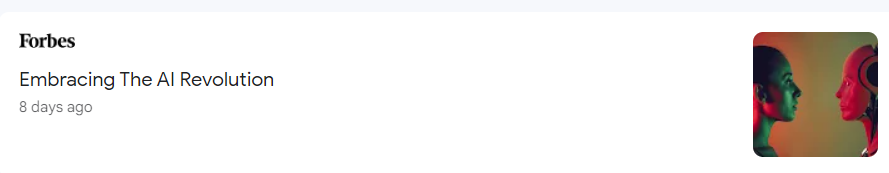 Forbes
Embracing The AI Revolution
8 days ago